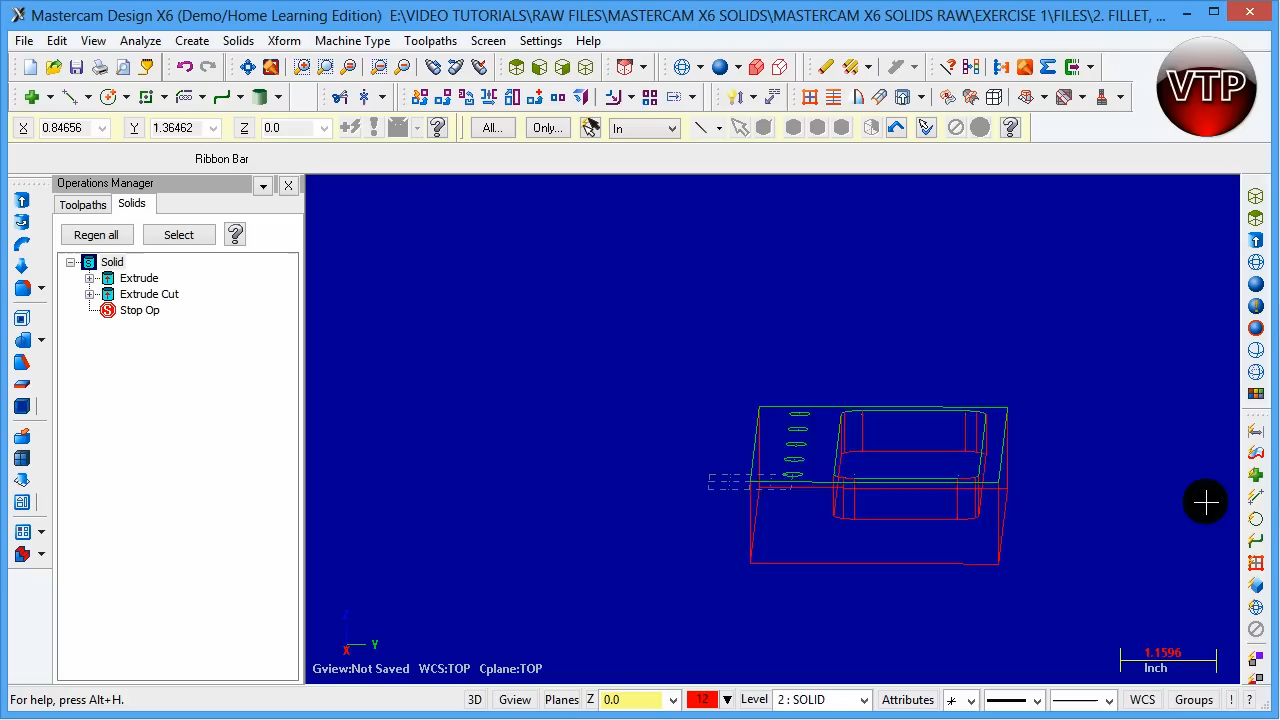 Mastercam Design X6 (Demo/Home Learning Edition) E:\VIDEO TUTORIALS\RAW FILES\MASTERCAM X6 SOLIDS\MASTERCAM X6 SOLIDS RAW\EXERCISE 1\FILES\2. FILLET, ...
File Edit View Analyze Create Solids Xform Machine Type Toolpaths Screen Settings Help
VTP
X 0.84656 Y 1.36462 Z 0.0 All... Only... In
Ribbon Bar
Operations Manager
Toolpaths Solids
Regen all Select
Solid
Extrude
Extrude Cut
Stop Op
Z
Y
X
Gview:Not Saved WCS:TOP Cplane:TOP
1.1596
Inch
For help, press Alt+H. 3D Gview Planes Z 0.0 12 Level 2 : SOLID Attributes WCS Groups ! ?